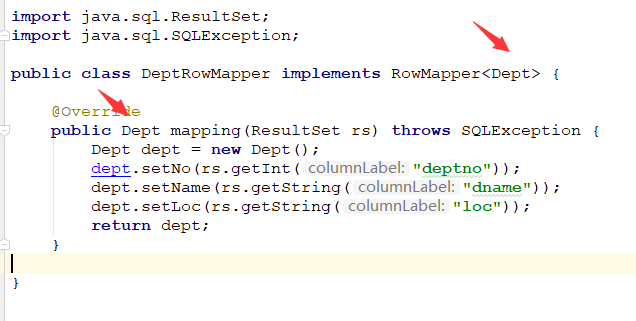 import java.sql.ResultSet;
import java.sql.SQLException;
public class DeptRowMapper implements RowMapper<Dept> {
@Override
public Dept mapping(ResultSet rs) throws SQLException {
Dept dept = new Dept();
dept.setNo(rs.getInt( columnLabel: "deptno"));
dept.setName(rs.getString( columnLabel: "dname"));
dept.setLoc(rs.getString( columnLabel: "loc"));
return dept;
}
}